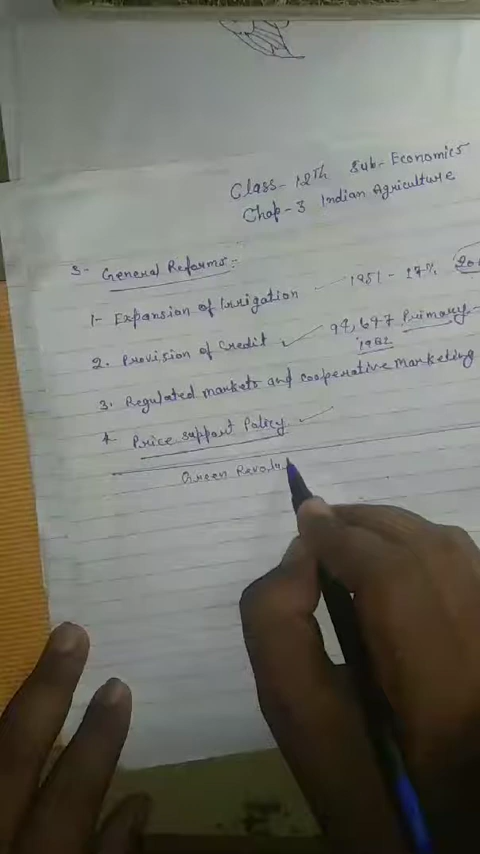 Class- 12Th Sub- Economics
Chap-3 Indian Agriculture
3- General Reforms:-
1- Expansion of Irrigation 1951 - 17%
2. Provision of Credit 94,647 Primary-
1982
3. Regulated markets and cooperative Marketing
4. Price support Policy
Green Revolu